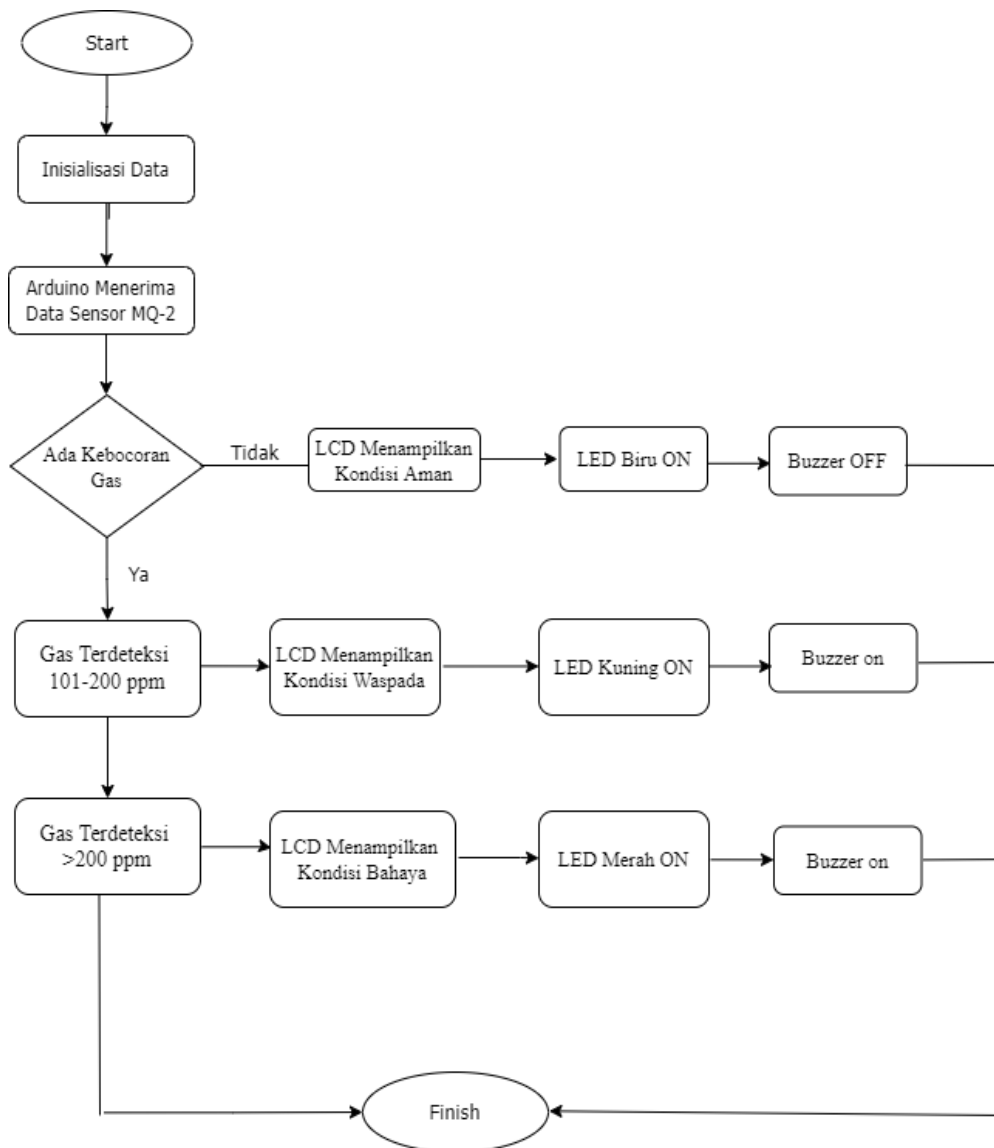 Start
Inisialisasi Data
Arduino Menerima
Data Sensor MQ-2
Ada Kebocoran
Gas
Tidak
LCD Menampilkan
Kondisi Aman
LED Biru ON
Buzzer OFF
Ya
Gas Terdeteksi
101-200 ppm
LCD Menampilkan
Kondisi Waspada
LED Kuning ON
Buzzer on
Gas Terdeteksi
>200 ppm
LCD Menampilkan
Kondisi Bahaya
LED Merah ON
Buzzer on
Finish